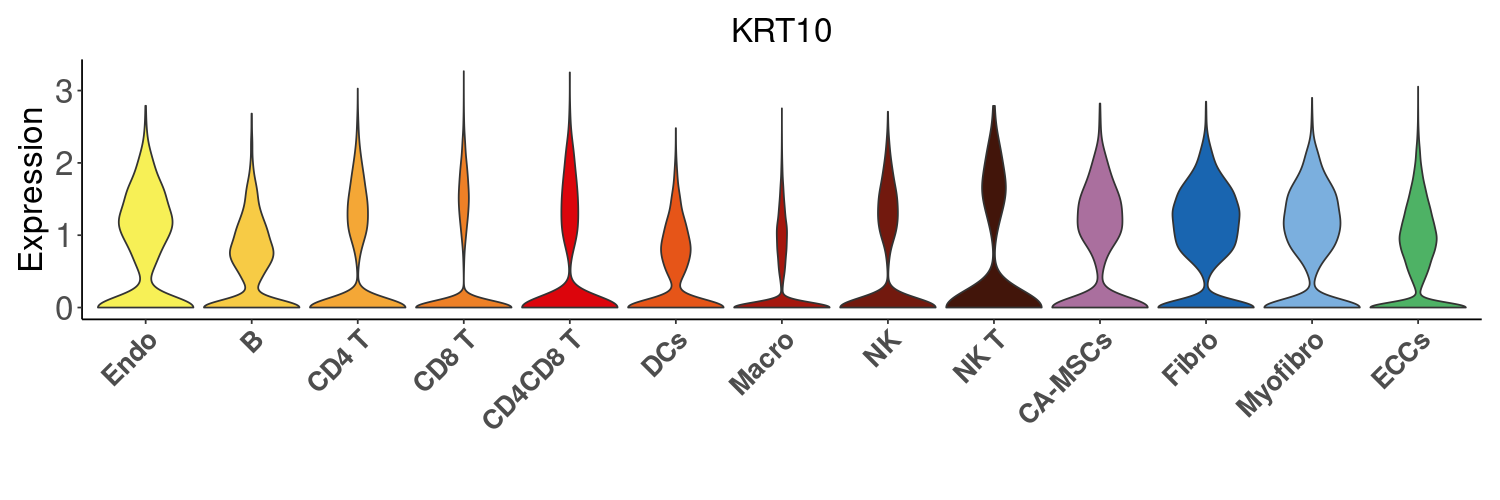 KRT10
Expression
3
2
1
0
Endo
B
CD4 T
CD8 T
CD4CD8 T
DCs
Macro
NK
NK T
CA-MSCs
Fibro
Myofibro
ECCs